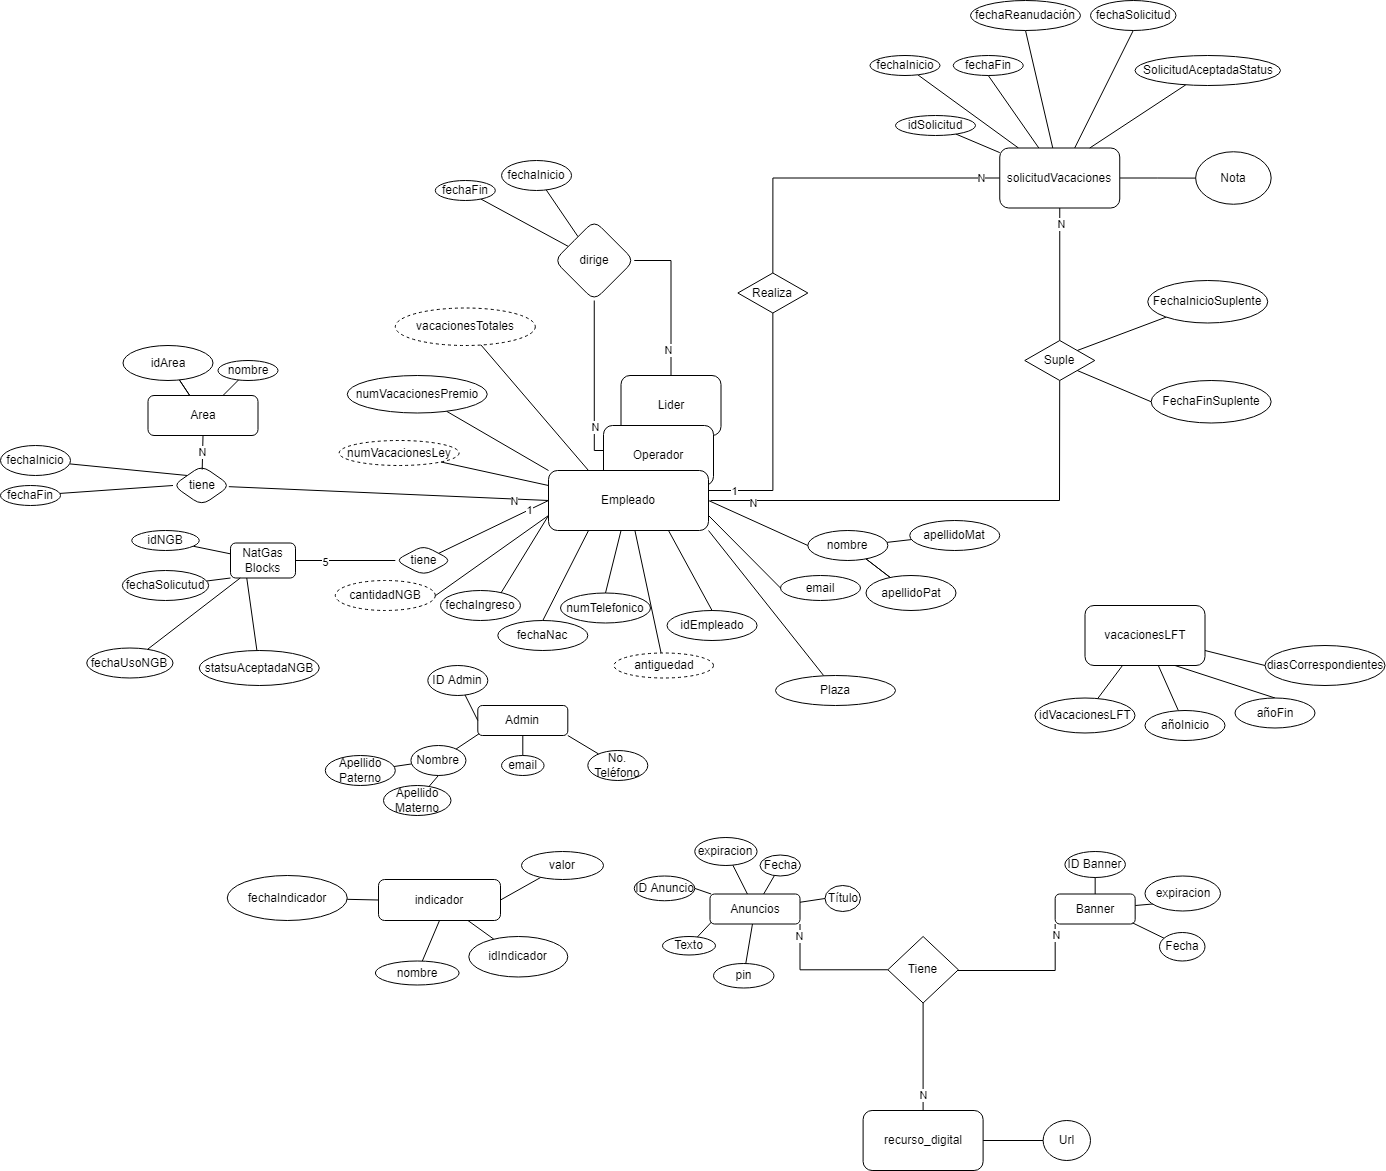 fechaReanudación
fechaSolicitud
fechaInicio
fechaFin
SolicitudAceptadaStatus
idSolicitud
solicitudVacaciones
Nota
N
N
fechaInicio
fechaFin
dirige
Realiza
FechaInicioSuplente
Suple
FechaFinSuplente
vacacionesTotales
N
idArea
nombre
numVacacionesPremio
Lider
Area
N
N
numVacacionesLey
Operador
fechaInicio
fechaFin
tiene
N
Empleado
1
N
1
idNGB
NatGas
Blocks
5
tiene
nombre
apellidoMat
fechaSolicutud
cantidadNGB
fechaIngreso
numTelefonico
email
apellidoPat
idEmpleado
fechaNac
vacacionesLFT
fechaUsoNGB
statsuAceptadaNGB
antiguedad
diasCorrespondientes
ID Admin
Plaza
idVacacionesLFT
añoInicio
añoFin
Admin
Nombre
Apellido
Paterno
email
No.
Teléfono
Apellido
Materno
expiracion
Fecha
ID Banner
valor
ID Anuncio
Título
expiracion
fechaIndicador
indicador
Anuncios
Banner
N
N
Texto
Fecha
idIndicador
nombre
pin
Tiene
N
recurso_digital
Url